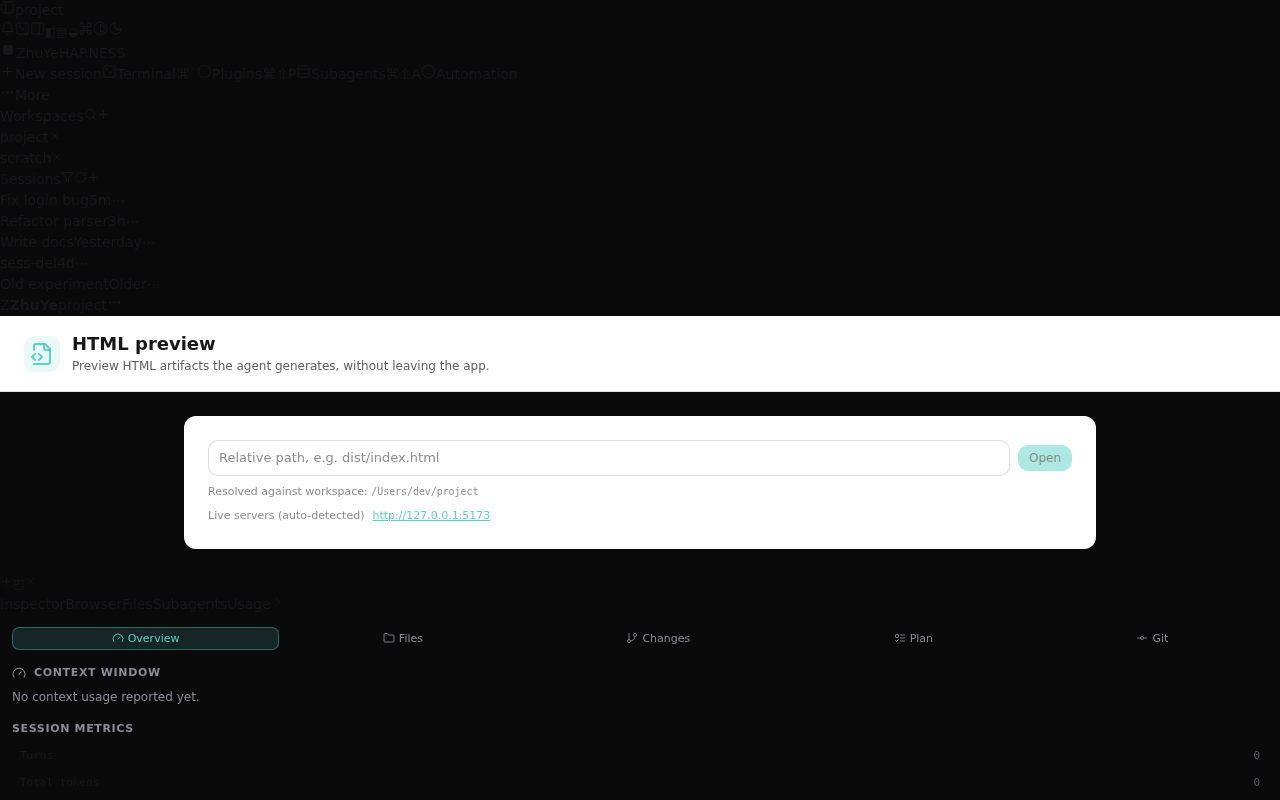 project
ZhuYeHARNESS
New session Terminal⌘` Plugins⌘⇧P Subagents⌘⇧A Automation
More
Workspaces
project
scratch
Sessions
Fix login bug5m
Refactor parser3h
Write docsYesterday
sess-del4d
Old experimentOlder
ZZhuYeproject
HTML preview
Preview HTML artifacts the agent generates, without leaving the app.
Relative path, e.g. dist/index.html Open
Resolved against workspace: /Users/dev/project
Live servers (auto-detected) http://127.0.0.1:5173
InspectorBrowserFilesSubagentsUsage
Overview Files Changes Plan Git
CONTEXT WINDOW
No context usage reported yet.
SESSION METRICS
Turns 0
Total tokens 0